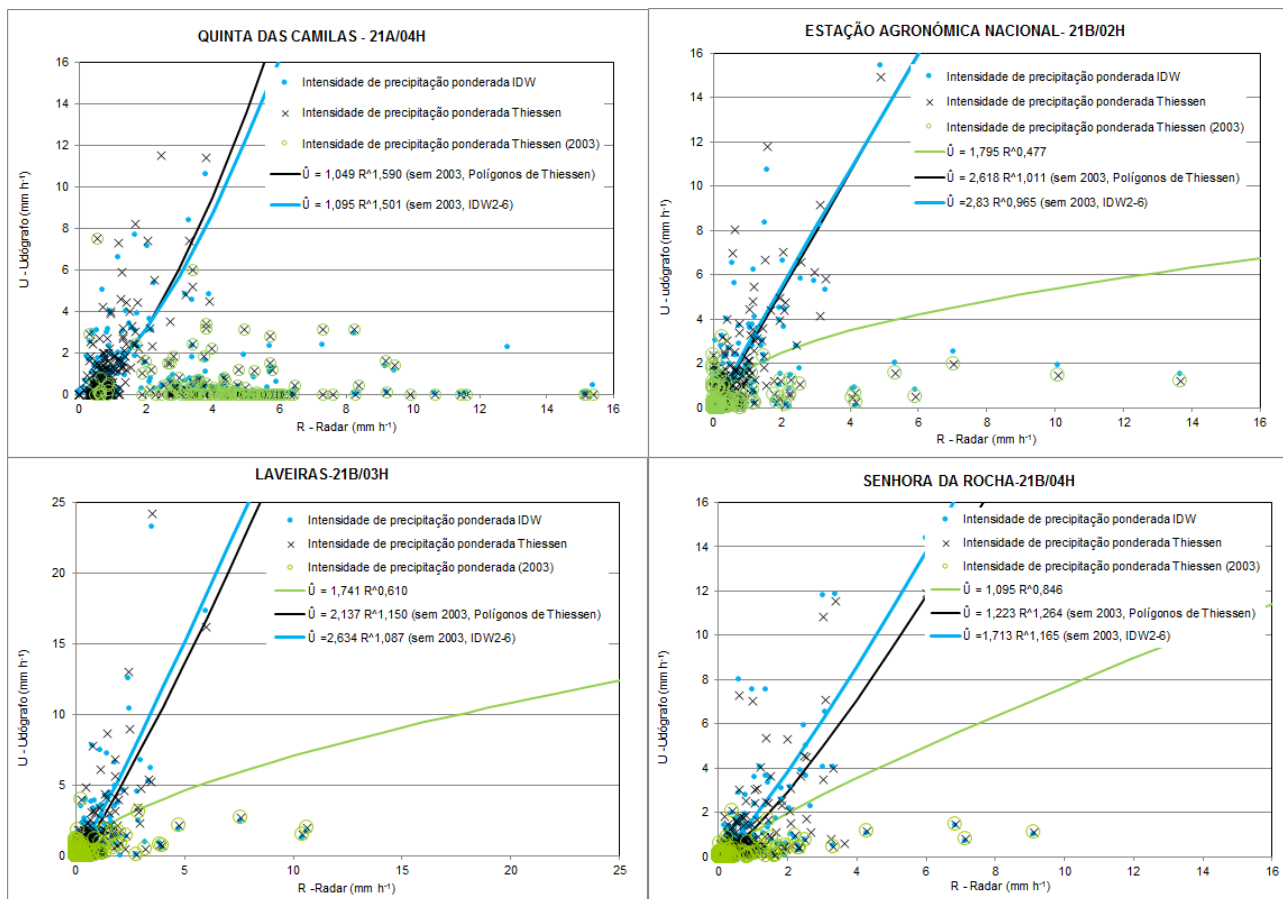 QUINTA DAS CAMILAS - 21A/04H
U - Udógrafo (mm h⁻¹)
16
14
12
10
8
6
4
2
0
Intensidade de precipitação ponderada IDW
Intensidade de precipitação ponderada Thiessen
Intensidade de precipitação ponderada Thiessen (2003)
Û = 1,049 R^1,590 (sem 2003, Polígonos de Thiessen)
Û = 1,095 R^1,501 (sem 2003, IDW2-6)
0 2 4 6 8 10 12 14 16
R - Radar (mm h⁻¹)
ESTAÇÃO AGRONÓMICA NACIONAL- 21B/02H
U - udógrafo (mm h⁻¹)
16
14
12
10
8
6
4
2
0
Intensidade de precipitação ponderada IDW
Intensidade de precipitação ponderada Thiessen
Intensidade de precipitação ponderada Thiessen (2003)
Û = 1,795 R^0,477
Û = 2,618 R^1,011 (sem 2003, Polígonos de Thiessen)
Û =2,83 R^0,965 (sem 2003, IDW2-6)
0 2 4 6 8 10 12 14 16
R - Radar (mm h⁻¹)
LAVEIRAS-21B/03H
U - Udógrafo (mm h⁻¹)
25
20
15
10
5
0
Intensidade de precipitação ponderada IDW
Intensidade de precipitação ponderada Thiessen
Intensidade de precipitação ponderada (2003)
Û = 1,741 R^0,610
Û = 2,137 R^1,150 (sem 2003, Polígonos de Thiessen)
Û =2,634 R^1,087 (sem 2003, IDW2-6)
0 5 10 15 20 25
R -Radar (mm h⁻¹)
SENHORA DA ROCHA-21B/04H
U - Udógrafo (mm h⁻¹)
16
14
12
10
8
6
4
2
0
Intensidade de precipitação ponderada IDW
Intensidade de precipitação ponderada Thiessen
Intensidade de precipitação ponderada Thiessen (2003)
Û = 1,095 R^0,846
Û = 1,223 R^1,264 (sem 2003, Polígonos de Thiessen)
Û =1,713 R^1,165 (sem 2003, IDW2-6)
0 2 4 6 8 10 12 14 16
R - Radar (mm h⁻¹)